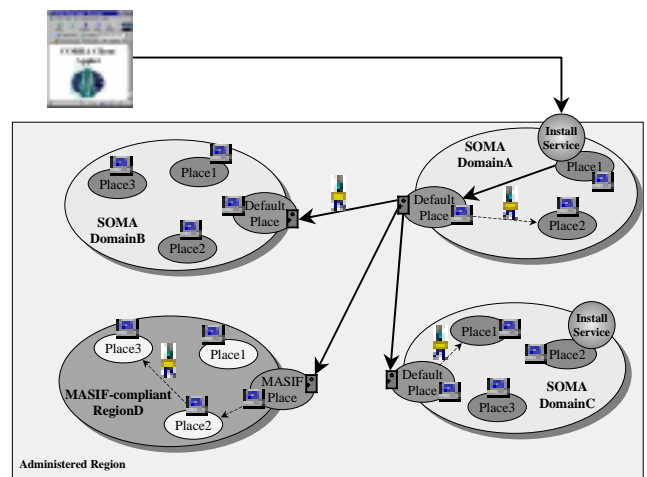 CORBA Client
Applet
Install
Service
SOMA
DomainA
Place1
Default
Place
Place2
Place3
Place1
SOMA
DomainB
Default
Place
Place2
Place3
Place1
MASIF-compliant
RegionD
MASIF
Place
Place2
Install
Service
Place1
Place2
Default
Place
SOMA
DomainC
Place3
Administered Region